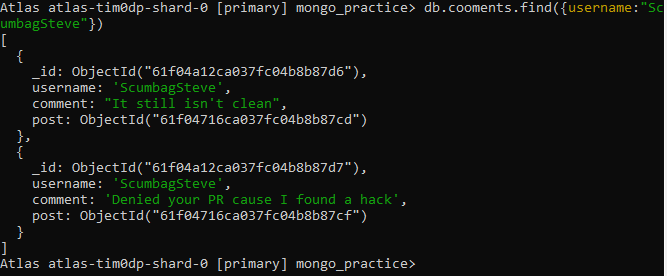 Atlas atlas-tim0dp-shard-0 [primary] mongo_practice> db.cooments.find({username:"Sc
umbagSteve"})
[
  {
    _id: ObjectId("61f04a12ca037fc04b8b87d6"),
    username: 'ScumbagSteve',
    comment: "It still isn't clean",
    post: ObjectId("61f04716ca037fc04b8b87cd")
  },
  {
    _id: ObjectId("61f04a12ca037fc04b8b87d7"),
    username: 'ScumbagSteve',
    comment: 'Denied your PR cause I found a hack',
    post: ObjectId("61f04716ca037fc04b8b87cf")
  }
]
Atlas atlas-tim0dp-shard-0 [primary] mongo_practice>